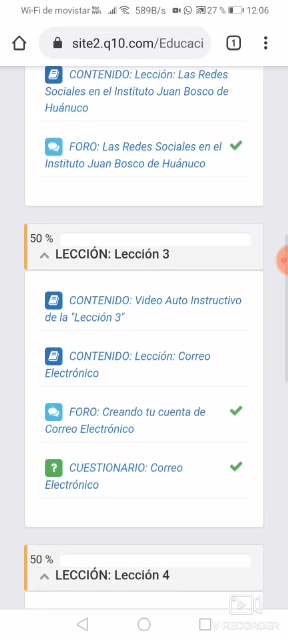 Wi-Fi de movistar 589B/s 27 % 12:06
site2.q10.com/Educaci 1
CONTENIDO: Lección: Las Redes
Sociales en el Instituto Juan Bosco de
Huánuco
FORO: Las Redes Sociales en el
Instituto Juan Bosco de Huánuco
50 %
LECCIÓN: Lección 3
CONTENIDO: Video Auto Instructivo
de la "Lección 3"
CONTENIDO: Lección: Correo
Electrónico
FORO: Creando tu cuenta de
Correo Electrónico
? CUESTIONARIO: Correo
Electrónico
50 %
LECCIÓN: Lección 4
V RECORDER